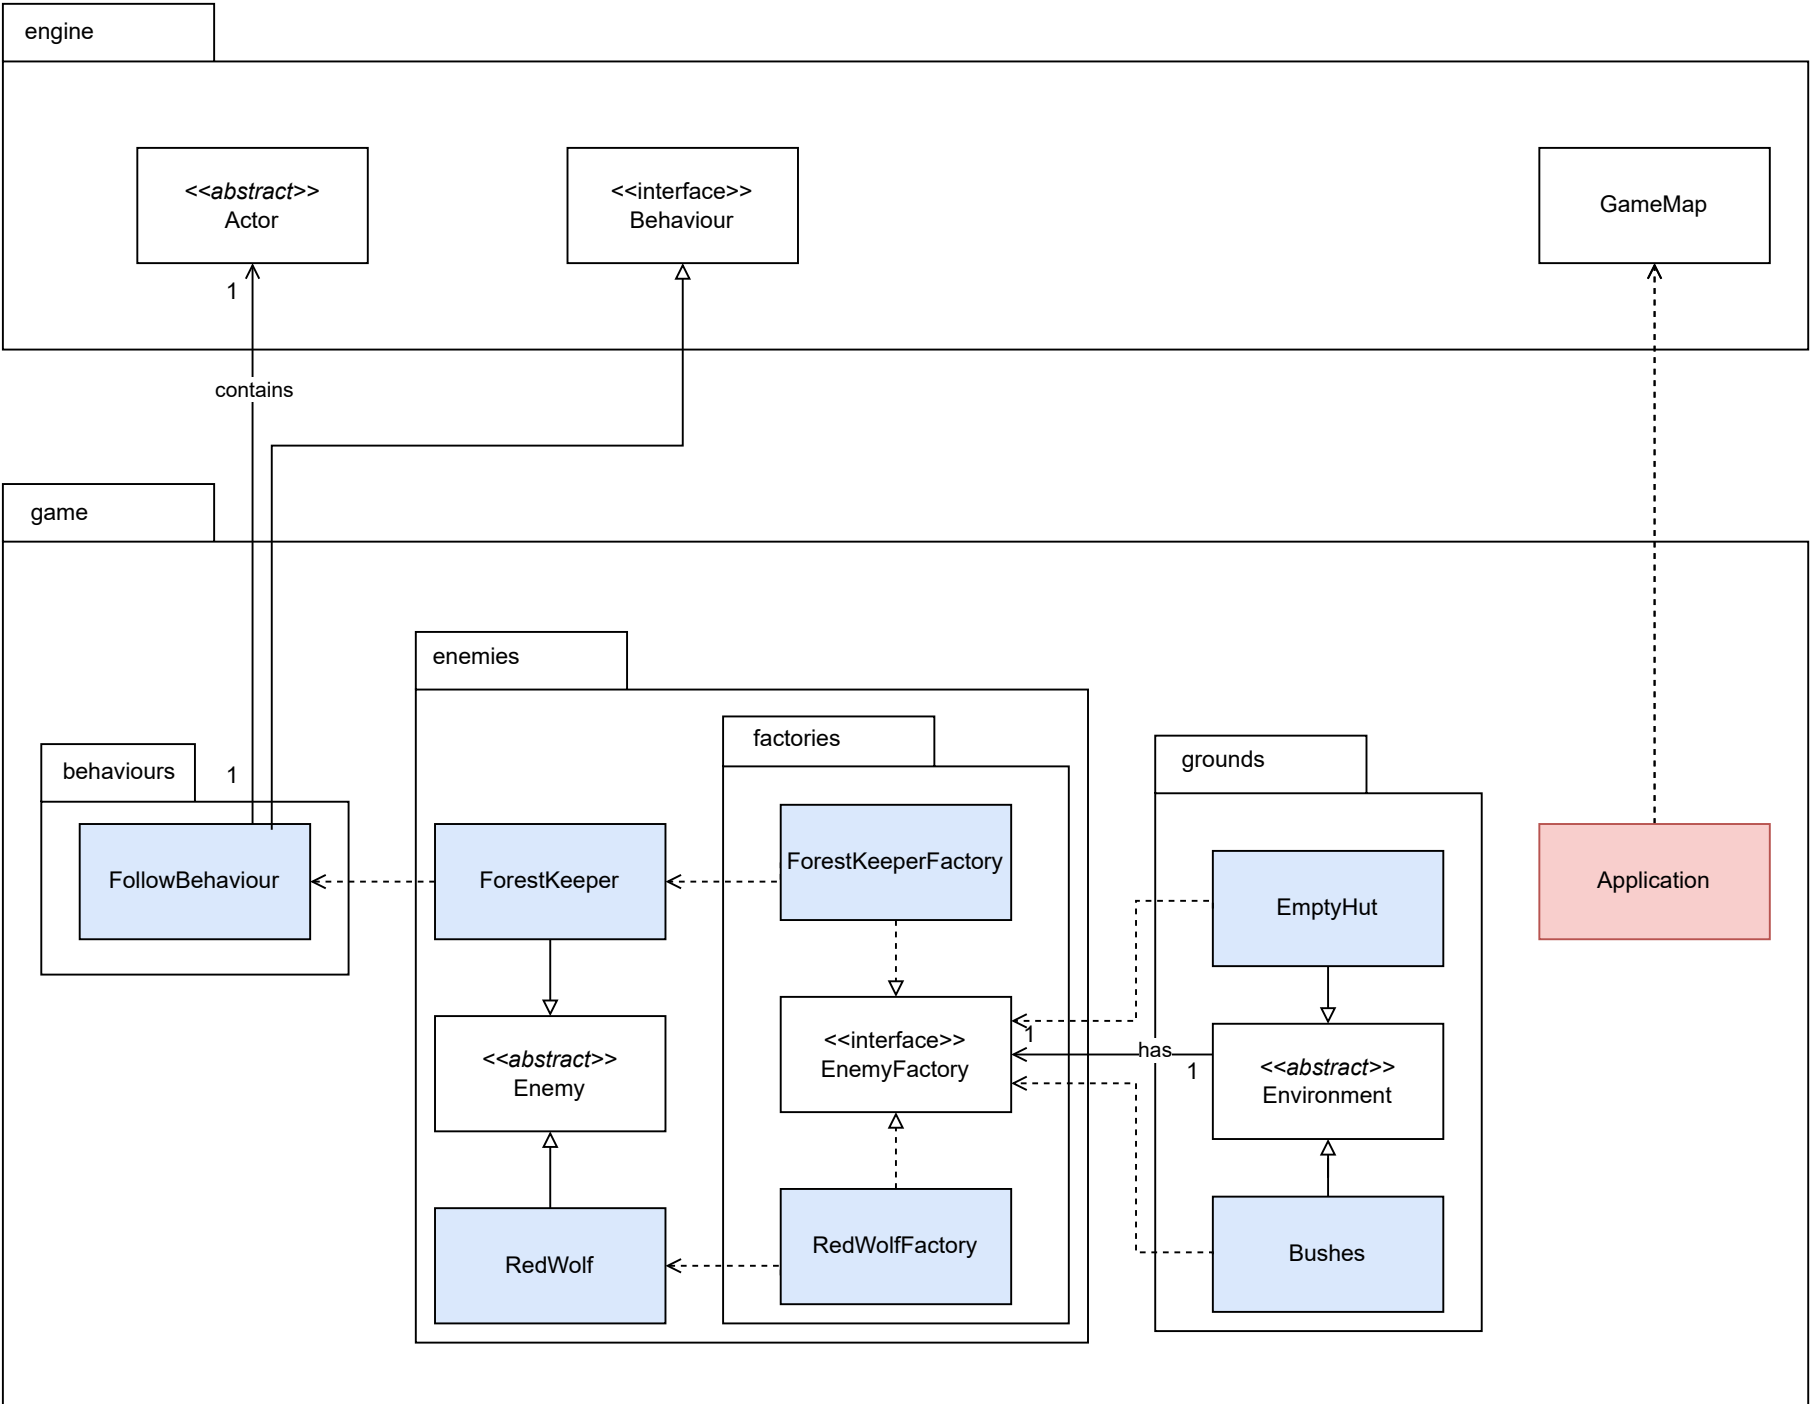 engine
<<abstract>>
Actor
<<interface>>
Behaviour
GameMap
1
contains
game
enemies
factories
grounds
behaviours
1
FollowBehaviour
ForestKeeper
ForestKeeperFactory
EmptyHut
Application
<<abstract>>
Enemy
<<interface>>
EnemyFactory
1
has
1
<<abstract>>
Environment
RedWolf
RedWolfFactory
Bushes